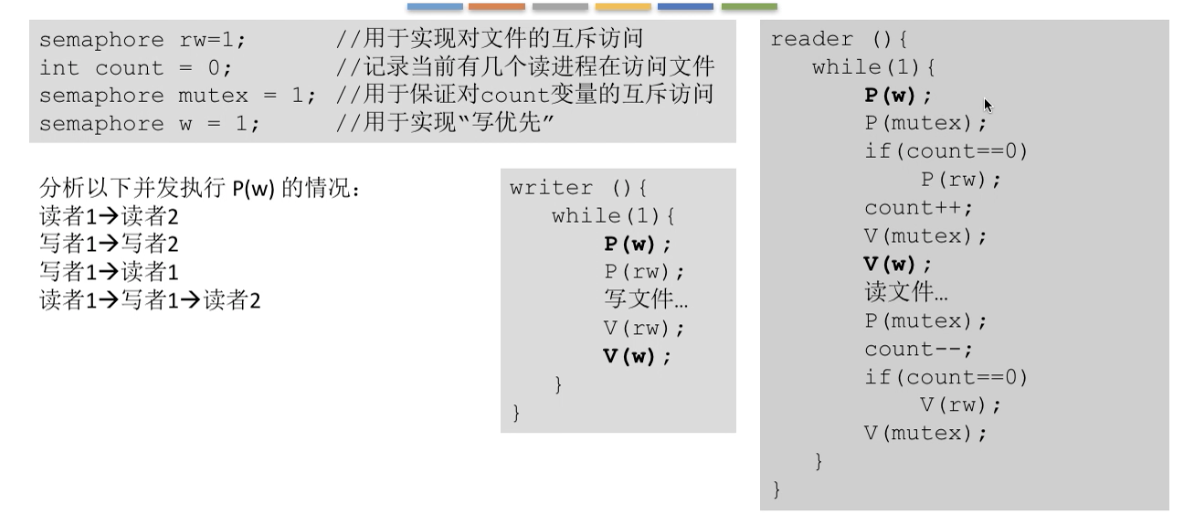 semaphore rw=1; //用于实现对文件的互斥访问
int count = 0; //记录当前有几个读进程在访问文件
semaphore mutex = 1; //用于保证对count变量的互斥访问
semaphore w = 1; //用于实现“写优先”
分析以下并发执行 P(w) 的情况：
读者1→读者2
写者1→写者2
写者1→读者1
读者1→写者1→读者2
writer (){
while(1){
P(w);
P(rw);
写文件…
V(rw);
V(w);
}
}
reader (){
while(1){
P(w);
P(mutex);
if(count==0)
P(rw);
count++;
V(mutex);
V(w);
读文件…
P(mutex);
count--;
if(count==0)
V(rw);
V(mutex);
}
}